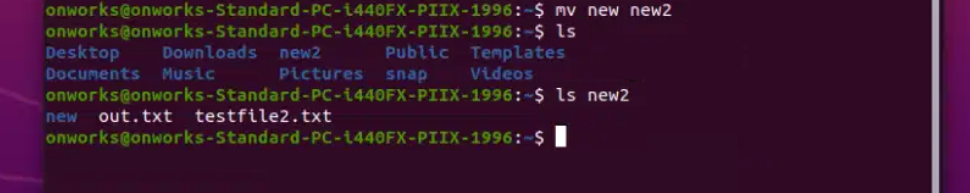 onworks@onworks-Standard-PC-i440FX-PIIX-1996:~$ mv new new2
onworks@onworks-Standard-PC-i440FX-PIIX-1996:~$ ls
Desktop Downloads new2 Public Templates
Documents Music Pictures snap Videos
onworks@onworks-Standard-PC-i440FX-PIIX-1996:~$ ls new2
new out.txt testfile2.txt
onworks@onworks-Standard-PC-i440FX-PIIX-1996:~$